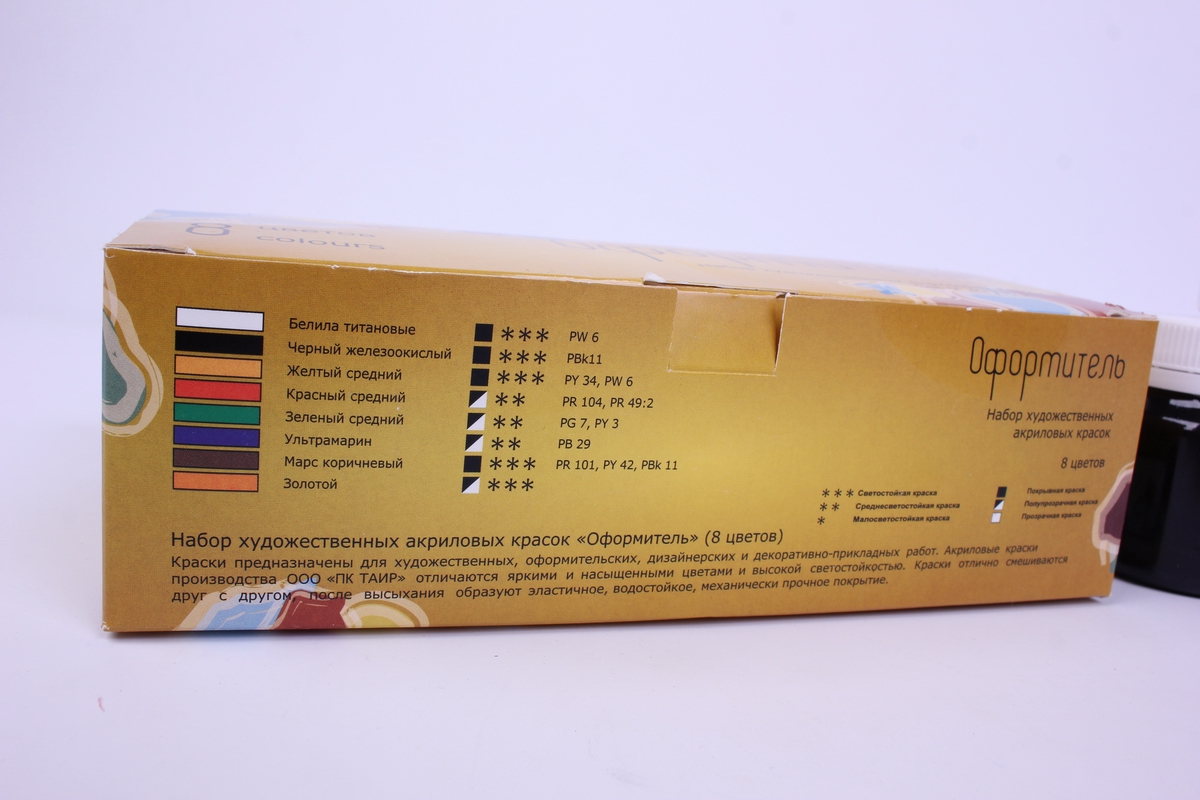 8 цветов
colours
Белила титановые *** PW 6
Черный железоокислый *** PBk11
Желтый средний *** PY 34, PW 6
Красный средний ** PR 104, PR 49:2
Зеленый средний ** PG 7, PY 3
Ультрамарин ** PB 29
Марс коричневый *** PR 101, PY 42, PBk 11
Золотой ***
Оформитель
Набор художественных
акриловых красок
8 цветов
*** Светостойкая краска
** Среднесветостойкая краска
* Малосветостойкая краска
Покрывная краска
Полупрозрачная краска
Прозрачная краска
Набор художественных акриловых красок «Оформитель» (8 цветов)
Краски предназначены для художественных, оформительских, дизайнерских и декоративно-прикладных работ. Акриловые краски
производства ООО «ПК ТАИР» отличаются яркими и насыщенными цветами и высокой светостойкостью. Краски отлично смешиваются
друг с другом, после высыхания образуют эластичное, водостойкое, механически прочное покрытие.